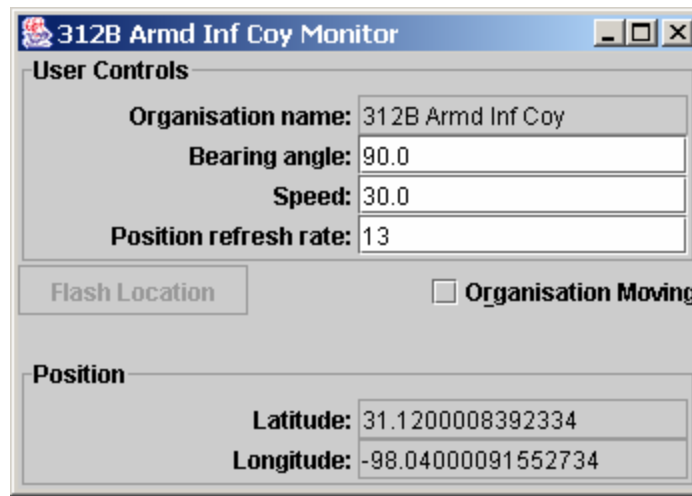 312B Armd Inf Coy Monitor
User Controls
Organisation name: 312B Armd Inf Coy
Bearing angle: 90.0
Speed: 30.0
Position refresh rate: 13
Flash Location Organisation Moving
Position
Latitude: 31.1200008392334
Longitude: -98.04000091552734